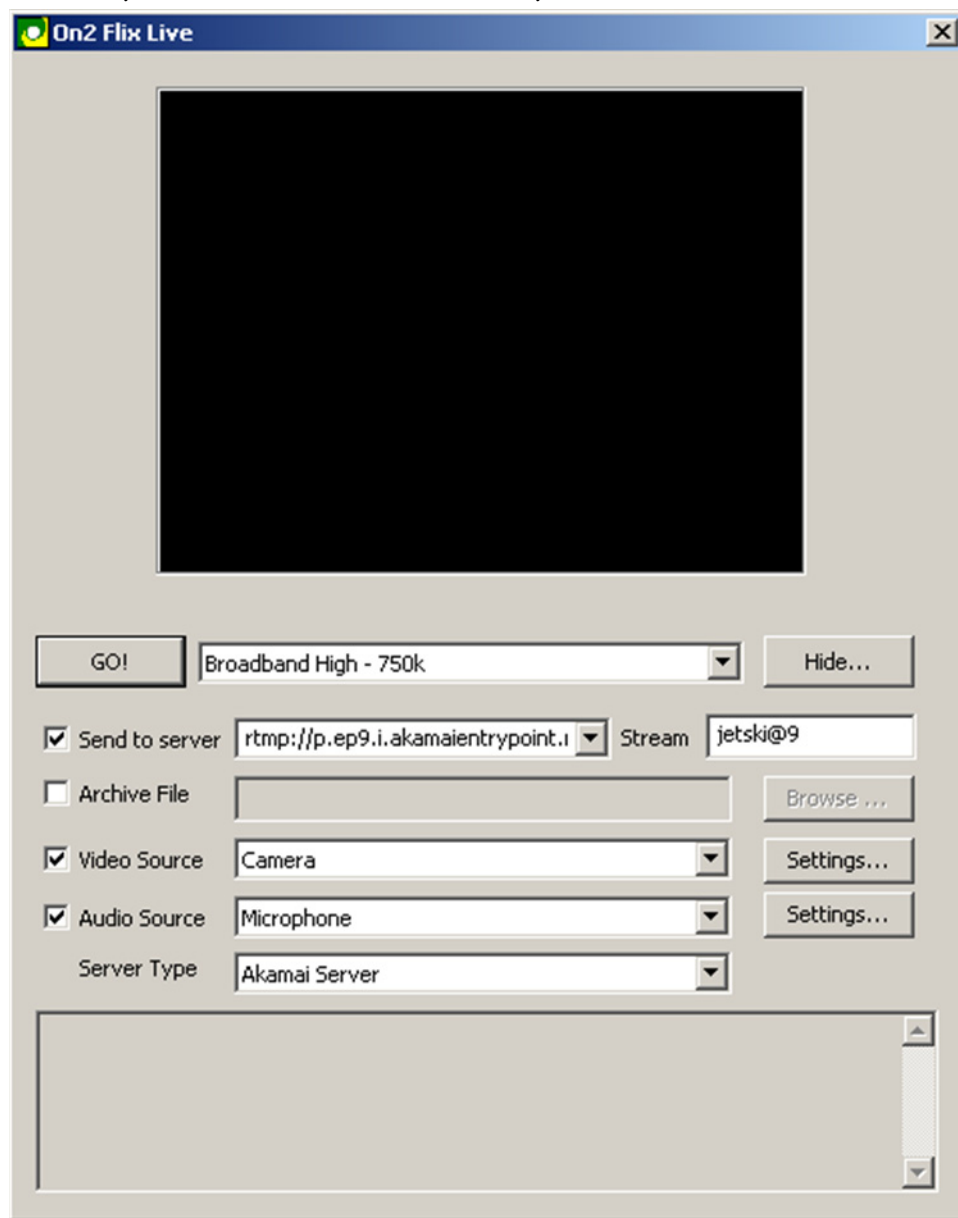 On2 Flix Live
GO! Broadband High - 750k Hide...
Send to server rtmp://p.ep9.i.akamaientrypoint. Stream jetski@9
Archive File Browse ...
Video Source Camera Settings...
Audio Source Microphone Settings...
Server Type Akamai Server